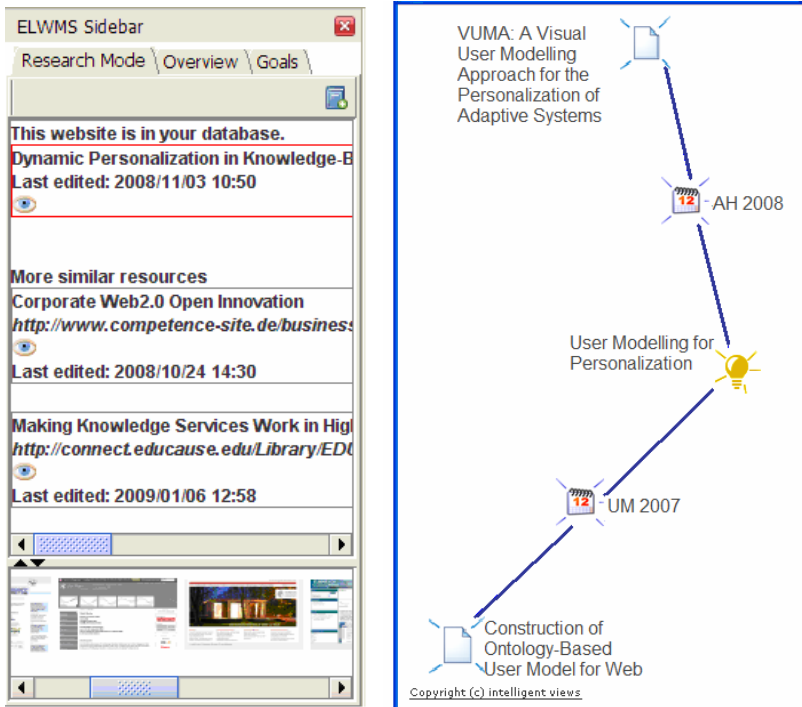 ELWMS Sidebar
Research Mode Overview Goals
This website is in your database.
Dynamic Personalization in Knowledge-B
Last edited: 2008/11/03 10:50
More similar resources
Corporate Web2.0 Open Innovation
http://www.competence-site.de/business
Last edited: 2008/10/24 14:30
Making Knowledge Services Work in Hig
http://connect.educause.edu/Library/EDU
Last edited: 2009/01/06 12:58
VUMA: A Visual
User Modelling
Approach for the
Personalization of
Adaptive Systems
12
AH 2008
User Modelling for
Personalization
12
UM 2007
Construction of
Ontology-Based
User Model for Web
Copyright (c) intelligent views